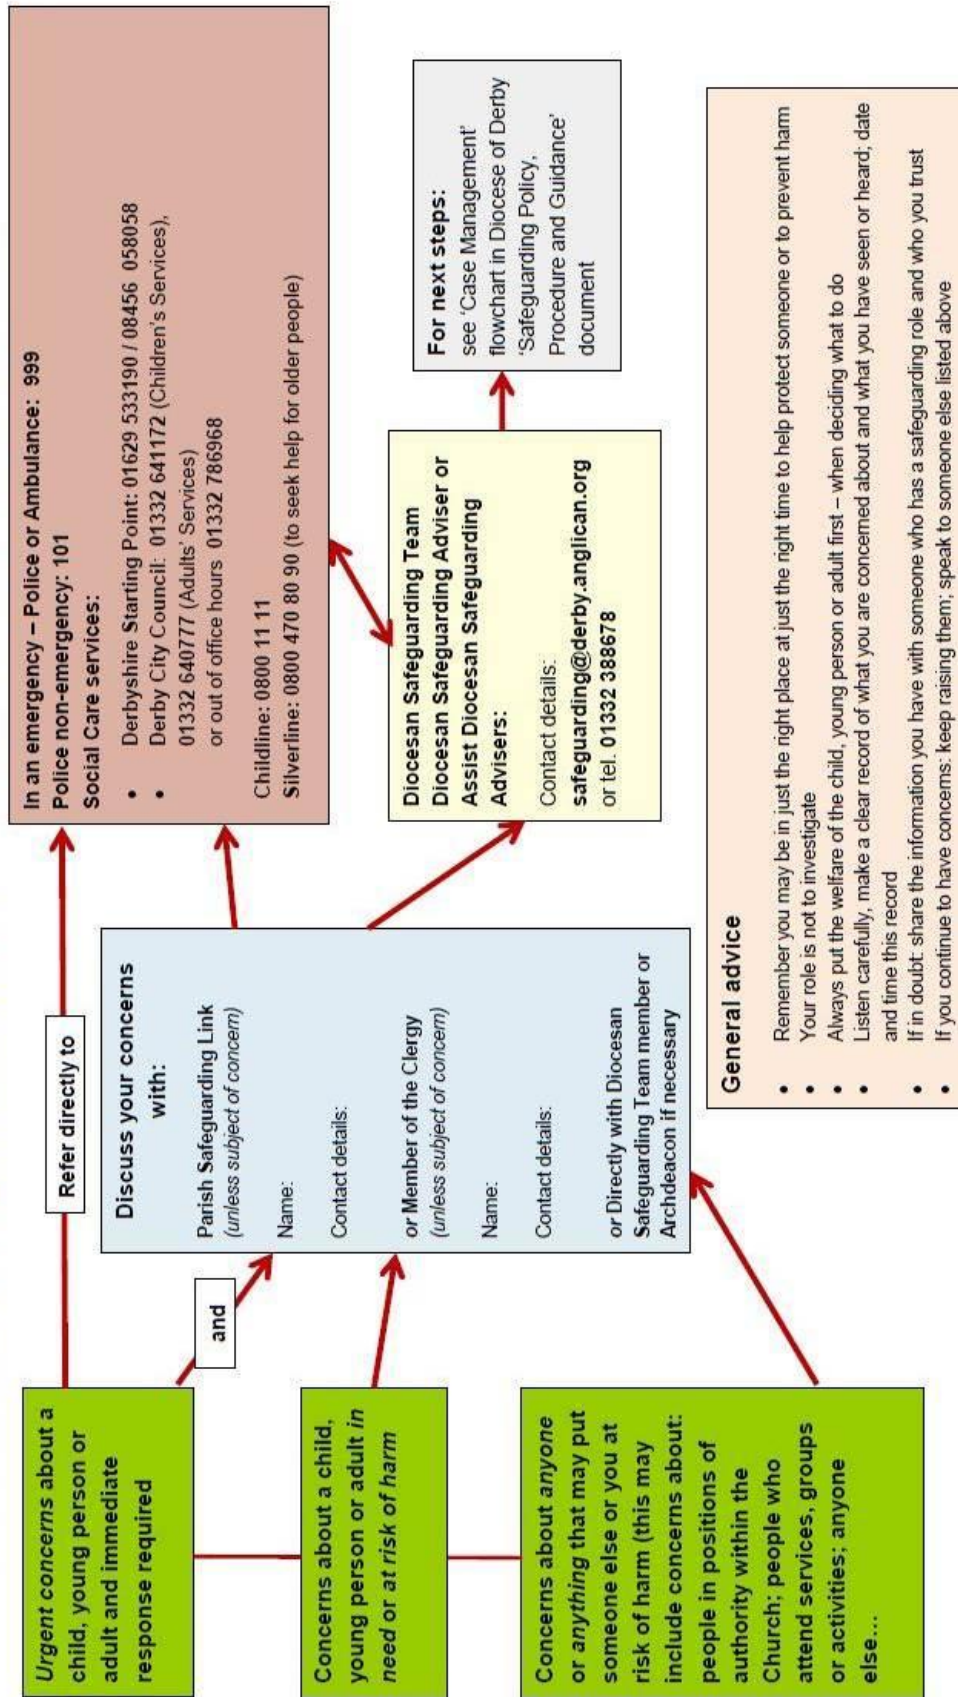 Urgent concerns about a
child, young person or
adult and immediate
response required
Concerns about a child,
young person or adult in
need or at risk of harm
Concerns about anyone
or anything that may put
someone else or you at
risk of harm (this may
include concerns about:
people in positions of
authority within the
Church; people who
attend services, groups
or activities; anyone
else...
Refer directly to
and
Discuss your concerns
with:
Parish Safeguarding Link
(unless subject of concern)
Name:
Contact details:
or Member of the Clergy
(unless subject of concern)
Name:
Contact details:
or Directly with Diocesan
Safeguarding Team member or
Archdeacon if necessary
In an emergency – Police or Ambulance: 999
Police non-emergency: 101
Social Care services:
• Derbyshire Starting Point: 01629 533190 / 08456 058058
• Derby City Council: 01332 641172 (Children's Services),
01332 640777 (Adults' Services)
or out of office hours 01332 786968
Childline: 0800 11 11
Silverline: 0800 470 80 90 (to seek help for older people)
Diocesan Safeguarding Team
Diocesan Safeguarding Adviser or
Assist Diocesan Safeguarding
Advisers:
Contact details:
safeguarding@derby.anglican.org
or tel. 01332 388678
For next steps:
see 'Case Management'
flowchart in Diocese of Derby
'Safeguarding Policy,
Procedure and Guidance'
document
General advice
• Remember you may be in just the right place at just the right time to help protect someone or to prevent harm
• Your role is not to investigate
• Always put the welfare of the child, young person or adult first – when deciding what to do
• Listen carefully, make a clear record of what you are concerned about and what you have seen or heard; date
and time this record
• If in doubt: share the information you have with someone who has a safeguarding role and who you trust
• If you continue to have concerns: keep raising them; speak to someone else listed above